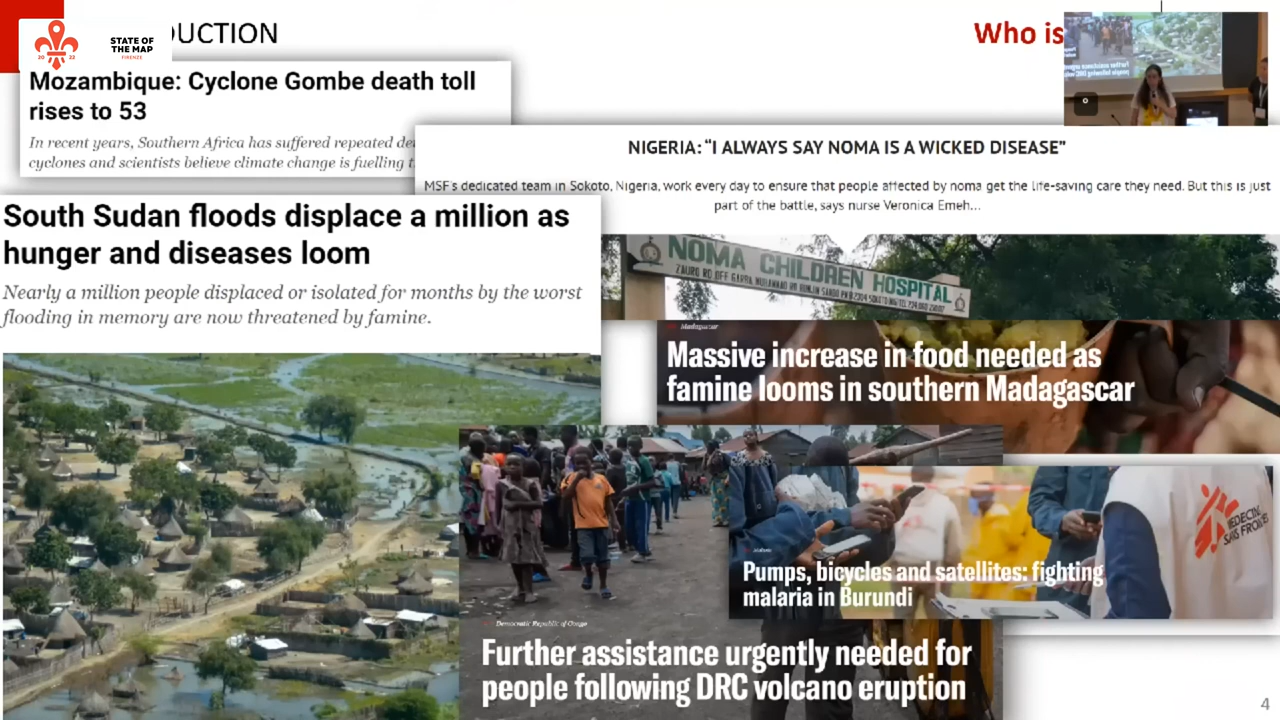 UCTION
Who is
20 22
STATE OF
THE MAP
FIRENZE
Mozambique: Cyclone Gombe death toll
rises to 53
In recent years, Southern Africa has suffered repeated
cyclones and scientists believe climate change is fuelling
NIGERIA: “I ALWAYS SAY NOMA IS A WICKED DISEASE”
MSF's dedicated team in Sokoto, Nigeria, work every day to ensure that people affected by noma get the life-saving care they need. But this is just
part of the battle, says nurse Veronica Emeh...
South Sudan floods displace a million as
hunger and diseases loom
Nearly a million people displaced or isolated for months by the worst
flooding in memory are now threatened by famine.
NOMA CHILDREN HOSPITAL
Madagascar
Massive increase in food needed as
famine looms in southern Madagascar
MEDECIN
SANS FRON
Pumps, bicycles and satellites: fighting
malaria in Burundi
Democratic Republic of Congo
Further assistance urgently needed for
people following DRC volcano eruption
4